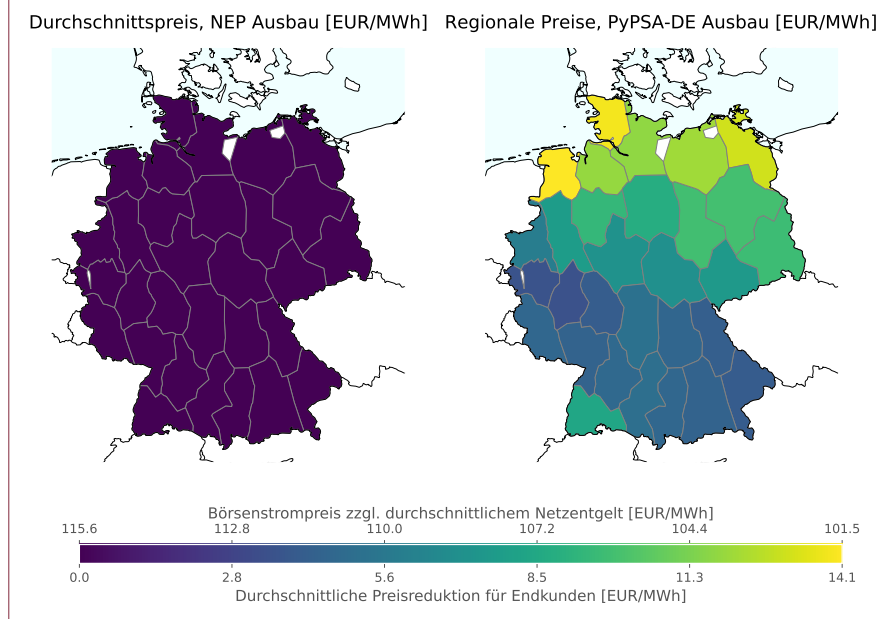 Durchschnittspreis, NEP Ausbau [EUR/MWh]
Regionale Preise, PyPSA-DE Ausbau [EUR/MWh]
Börsenstrompreis zzgl. durchschnittlichem Netzentgelt [EUR/MWh]
115.6 112.8 110.0 107.2 104.4 101.5
0.0 2.8 5.6 8.5 11.3 14.1
Durchschnittliche Preisreduktion für Endkunden [EUR/MWh]